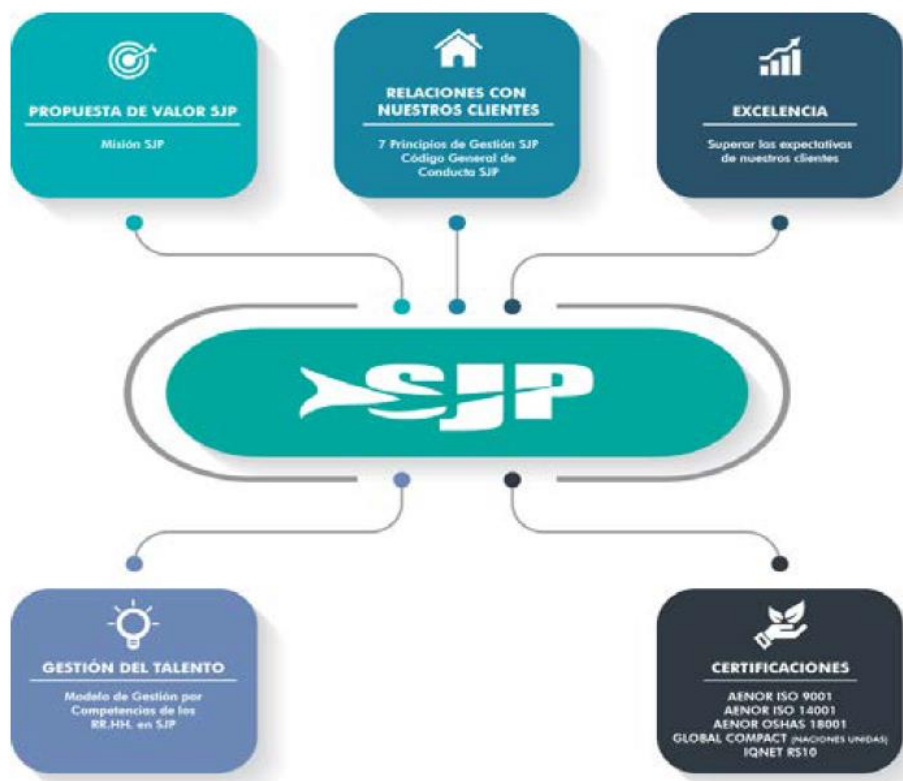 PROPUESTA DE VALOR SJP
Misión SJP
RELACIONES CON
NUESTROS CLIENTES
7 Principios de Gestión SJP
Código General de
Conducta SJP
EXCELENCIA
Superar las expectativas
de nuestros clientes
SJP
GESTIÓN DEL TALENTO
Modelo de Gestión por
Competencias de los
RR.HH. en SJP
CERTIFICACIONES
AENOR ISO 9001
AENOR ISO 14001
AENOR OSHAS 18001
GLOBAL COMPACT (NACIONES UNIDAS)
IQNET RS10